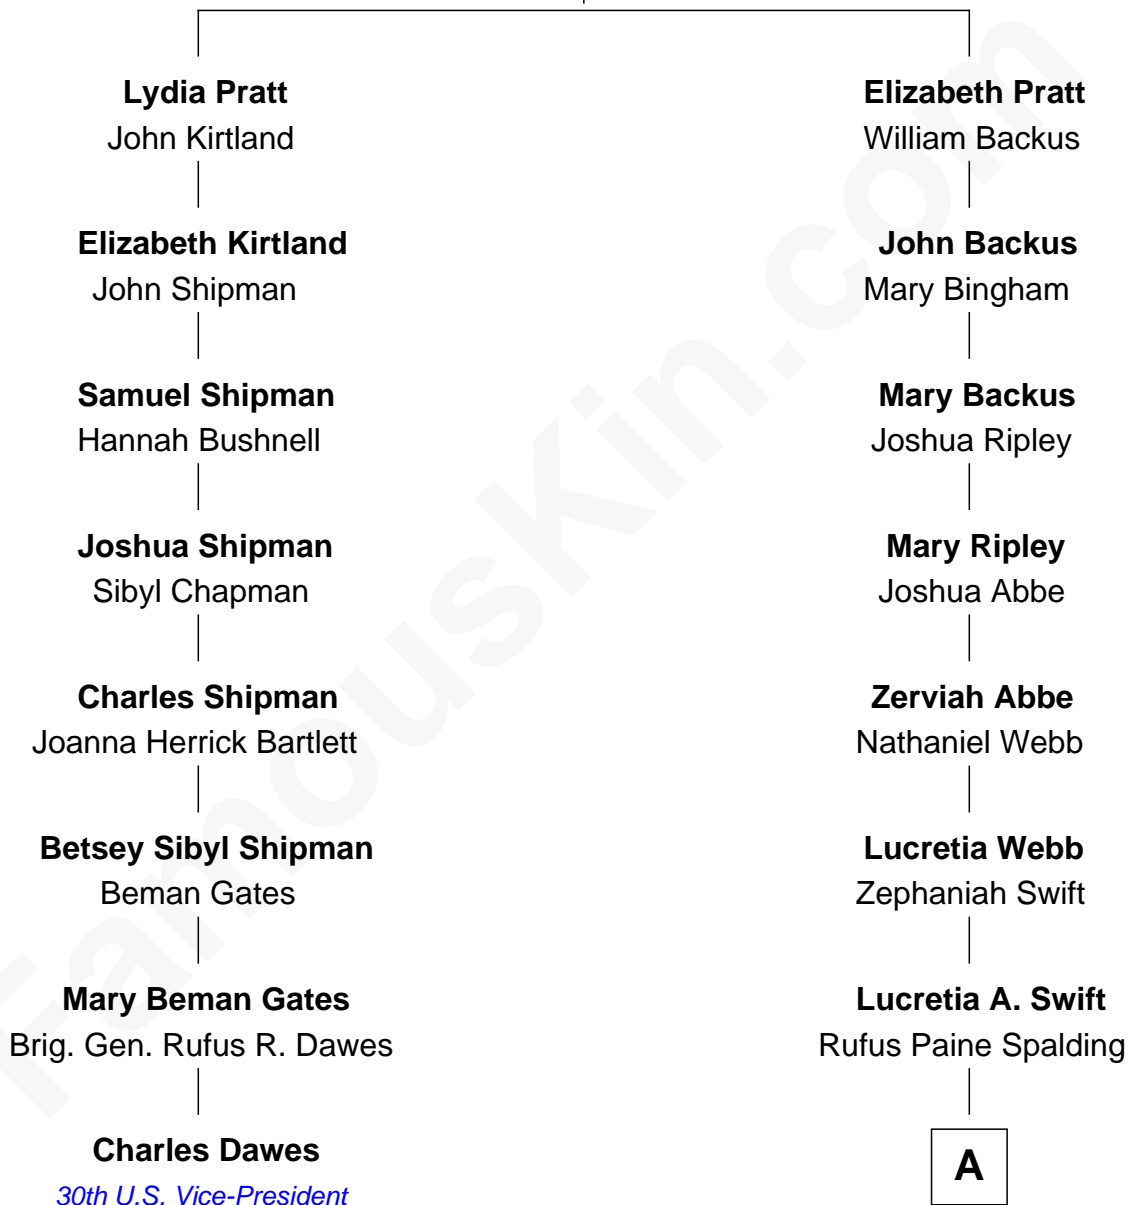 Lydia Pratt
John Kirtland
Elizabeth Kirtland
John Shipman
Samuel Shipman
Hannah Bushnell
Joshua Shipman
Sibyl Chapman
Charles Shipman
Joanna Herrick Bartlett
Betsey Sibyl Shipman
Beman Gates
Mary Beman Gates
Brig. Gen. Rufus R. Dawes
Charles Dawes
30th U.S. Vice-President
Elizabeth Pratt
William Backus
John Backus
Mary Bingham
Mary Backus
Joshua Ripley
Mary Ripley
Joshua Abbe
Zerviah Abbe
Nathaniel Webb
Lucretia Webb
Zephaniah Swift
Lucretia A. Swift
Rufus Paine Spalding
A
FamousKin.com